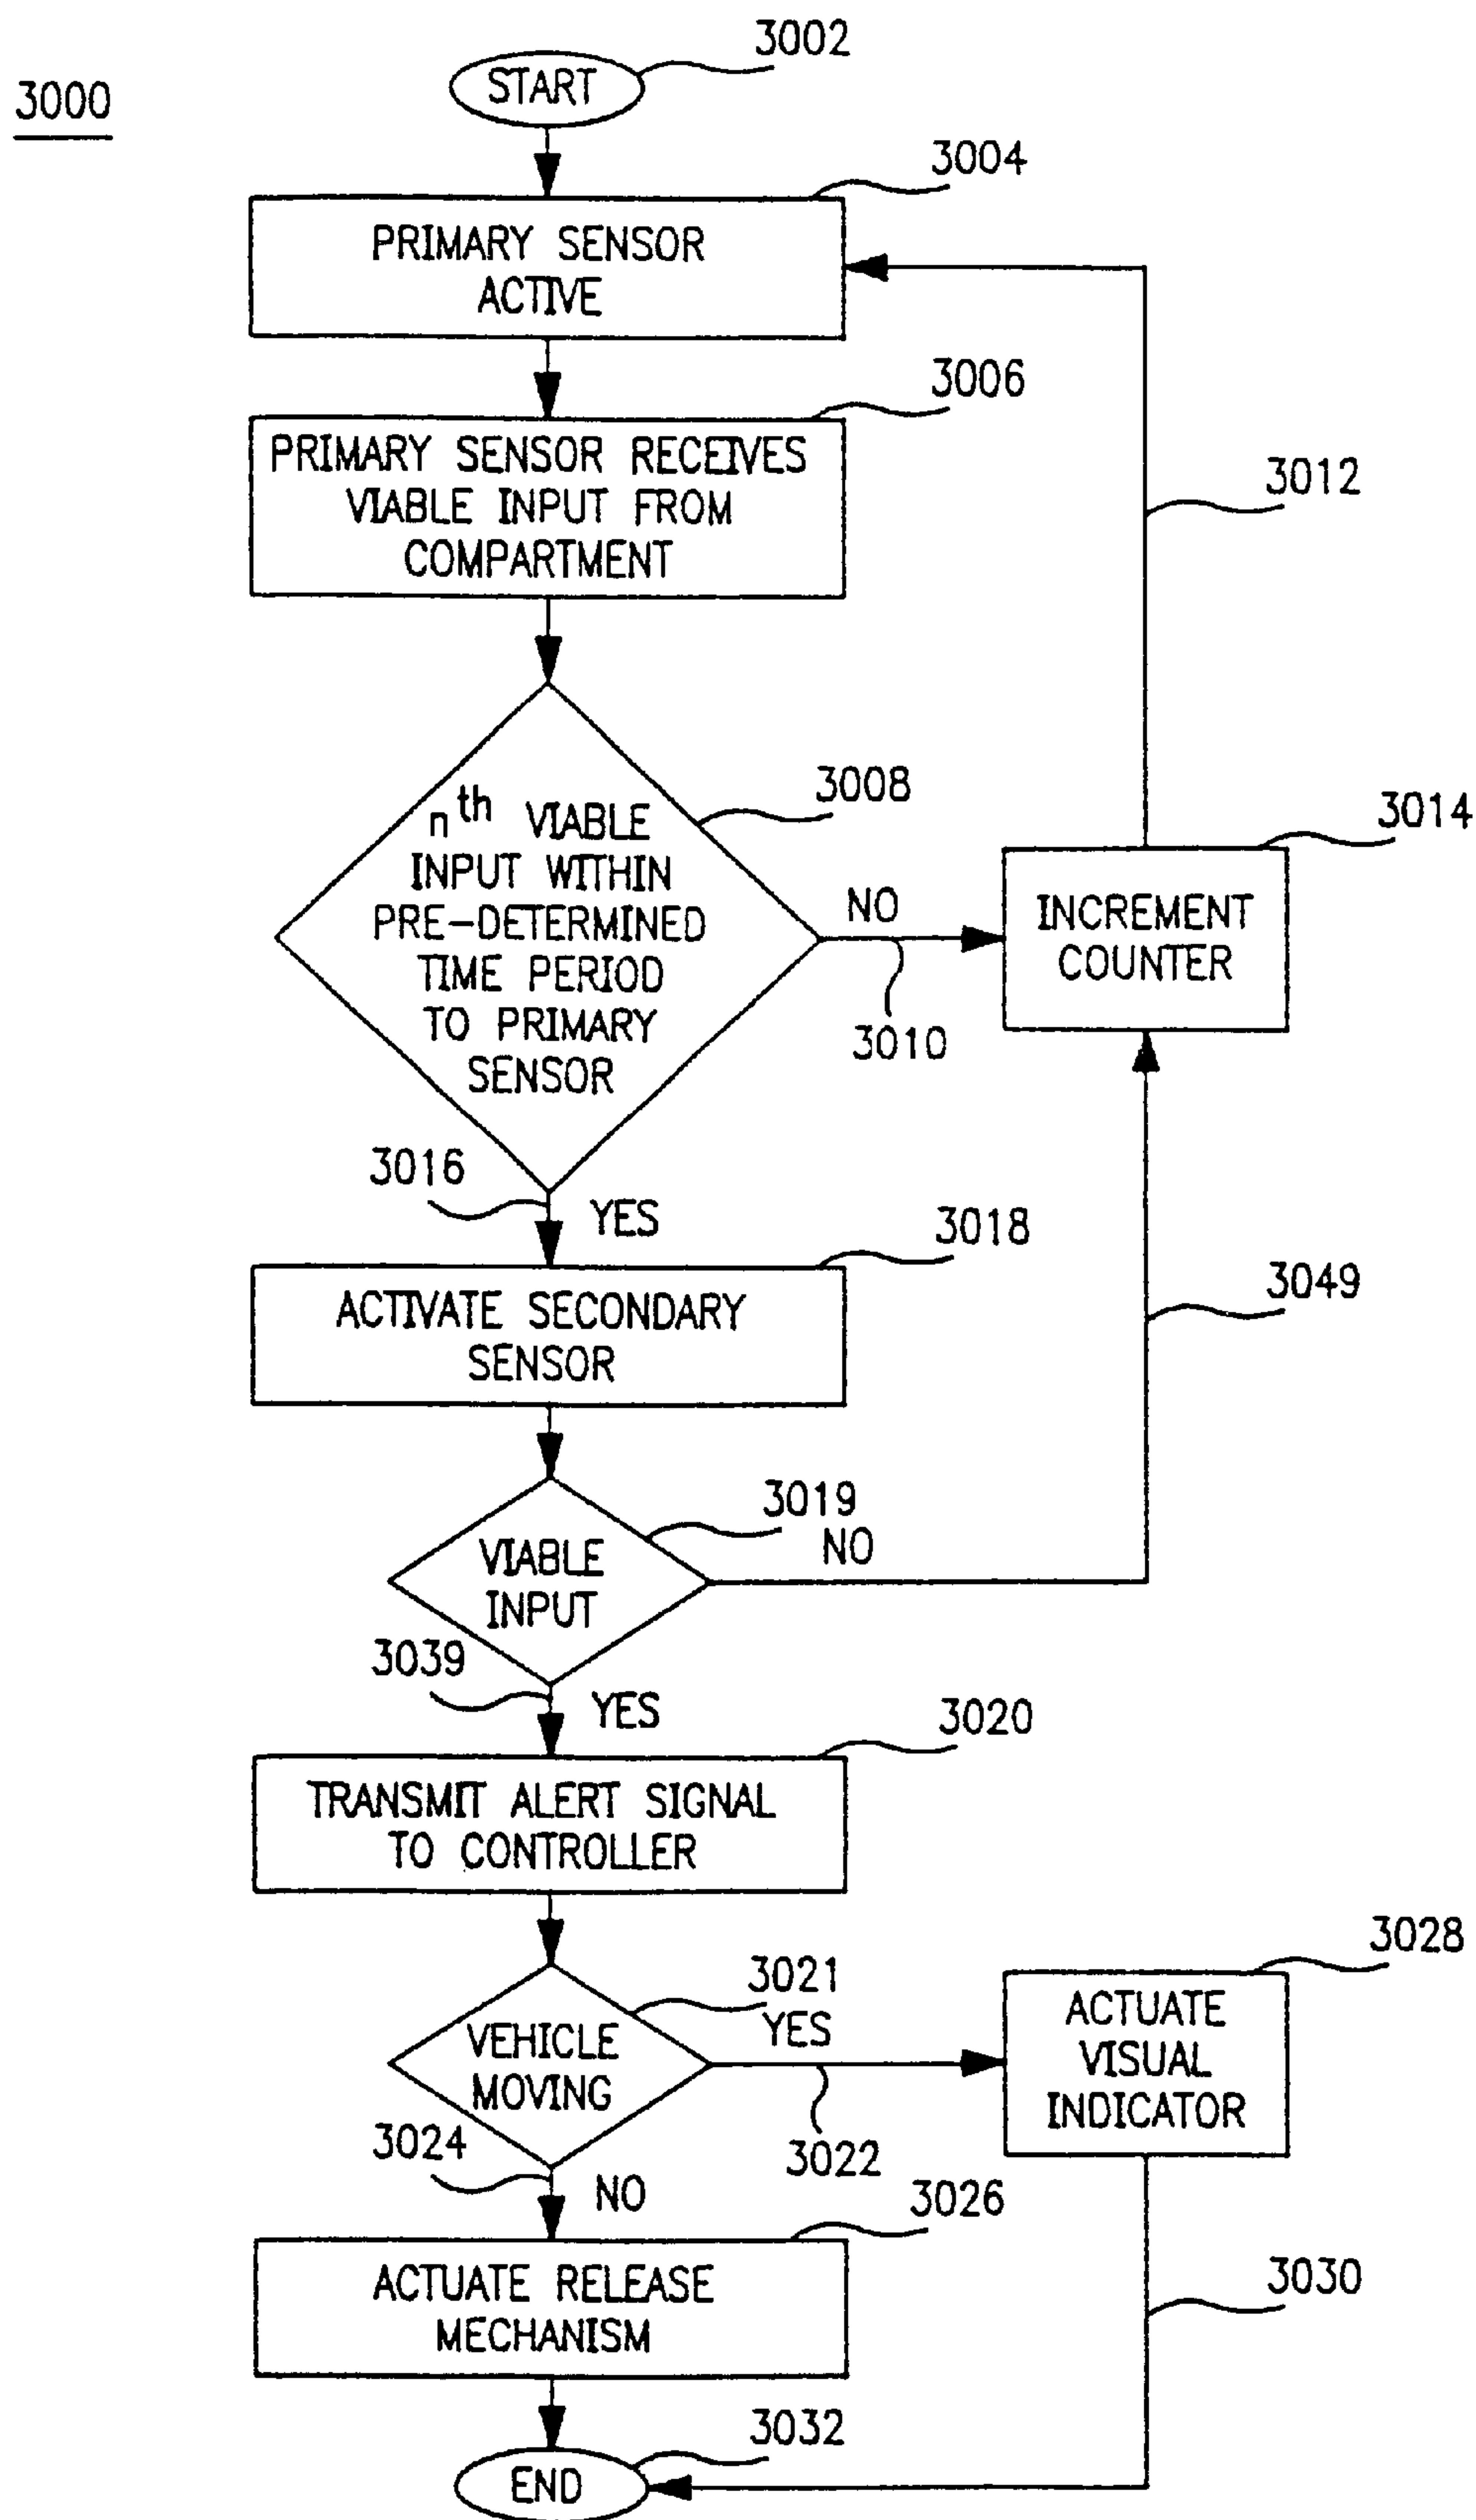 3002
START
3000
3004
PRIMARY SENSOR
ACTIVE
3006
PRIMARY SENSOR RECEIVES
VIABLE INPUT FROM
COMPARTMENT
3012
3008
nth VIABLE
INPUT WITHIN
PRE-DETERMINED
TIME PERIOD
TO PRIMARY
SENSOR
NO
3010
3014
INCREMENT
COUNTER
3016
YES
3018
ACTIVATE SECONDARY
SENSOR
3049
3019
NO
VIABLE
INPUT
3039
YES
3020
TRANSMIT ALERT SIGNAL
TO CONTROLLER
3021
YES
VEHICLE
MOVING
3022
3028
ACTUATE
VISUAL
INDICATOR
3024
NO
3026
ACTUATE RELEASE
MECHANISM
3030
3032
END